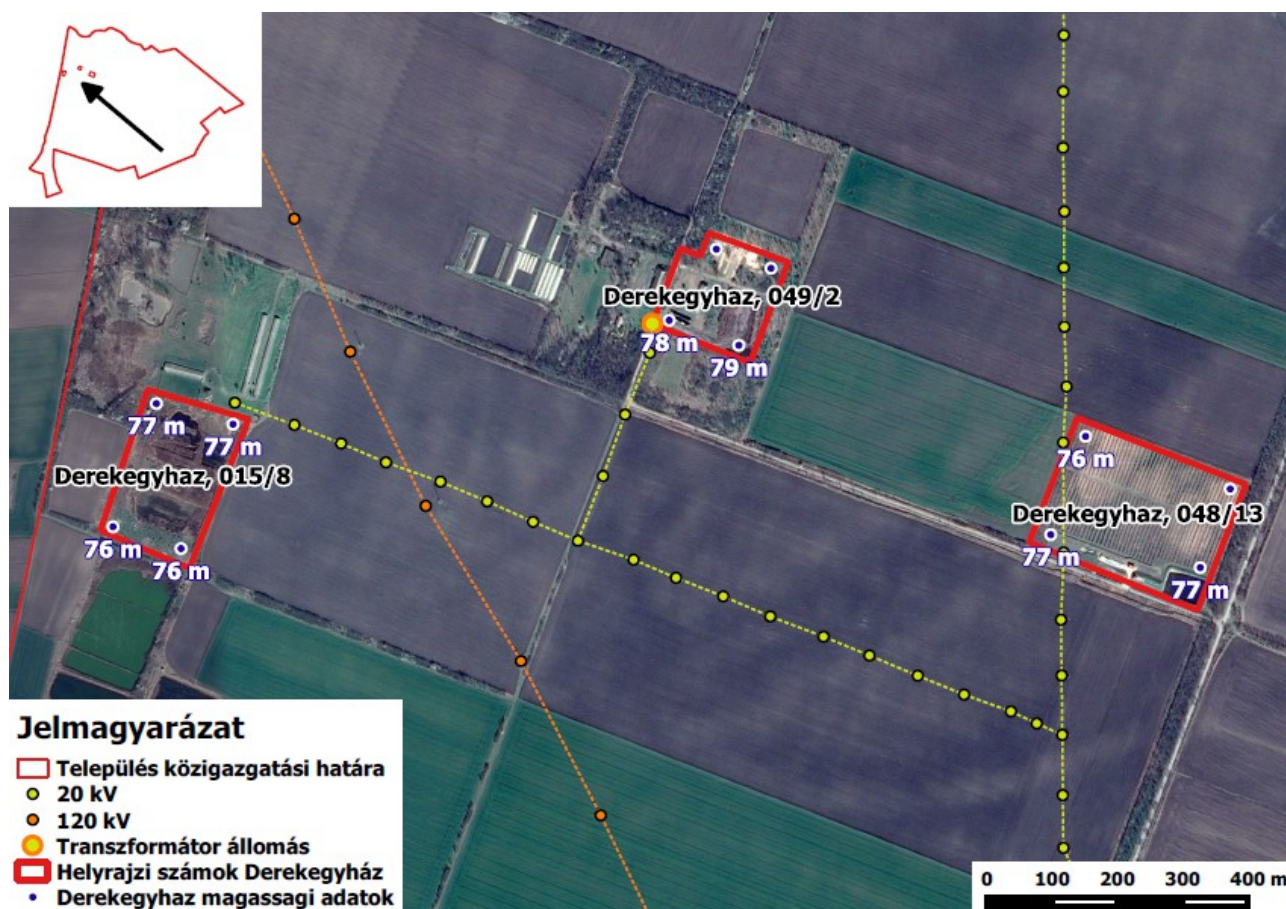 Derekegyhaz, 049/2
78 m
79 m
77 m
77 m
Derekegyhaz, 015/8
76 m
76 m
76 m
Derekegyhaz, 048/13
77 m
77 m
Jelmagyarázat
Település közigazgatási határa
20 kV
120 kV
Transzformátor állomás
Helyrajzi számok Derekegyház
Derekegyhaz magassagi adatok
0 100 200 300 400 m